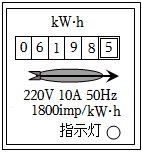 kW·h
0 6 1 9 8 5
220V 10A 50Hz
1800imp/kW·h
指示灯